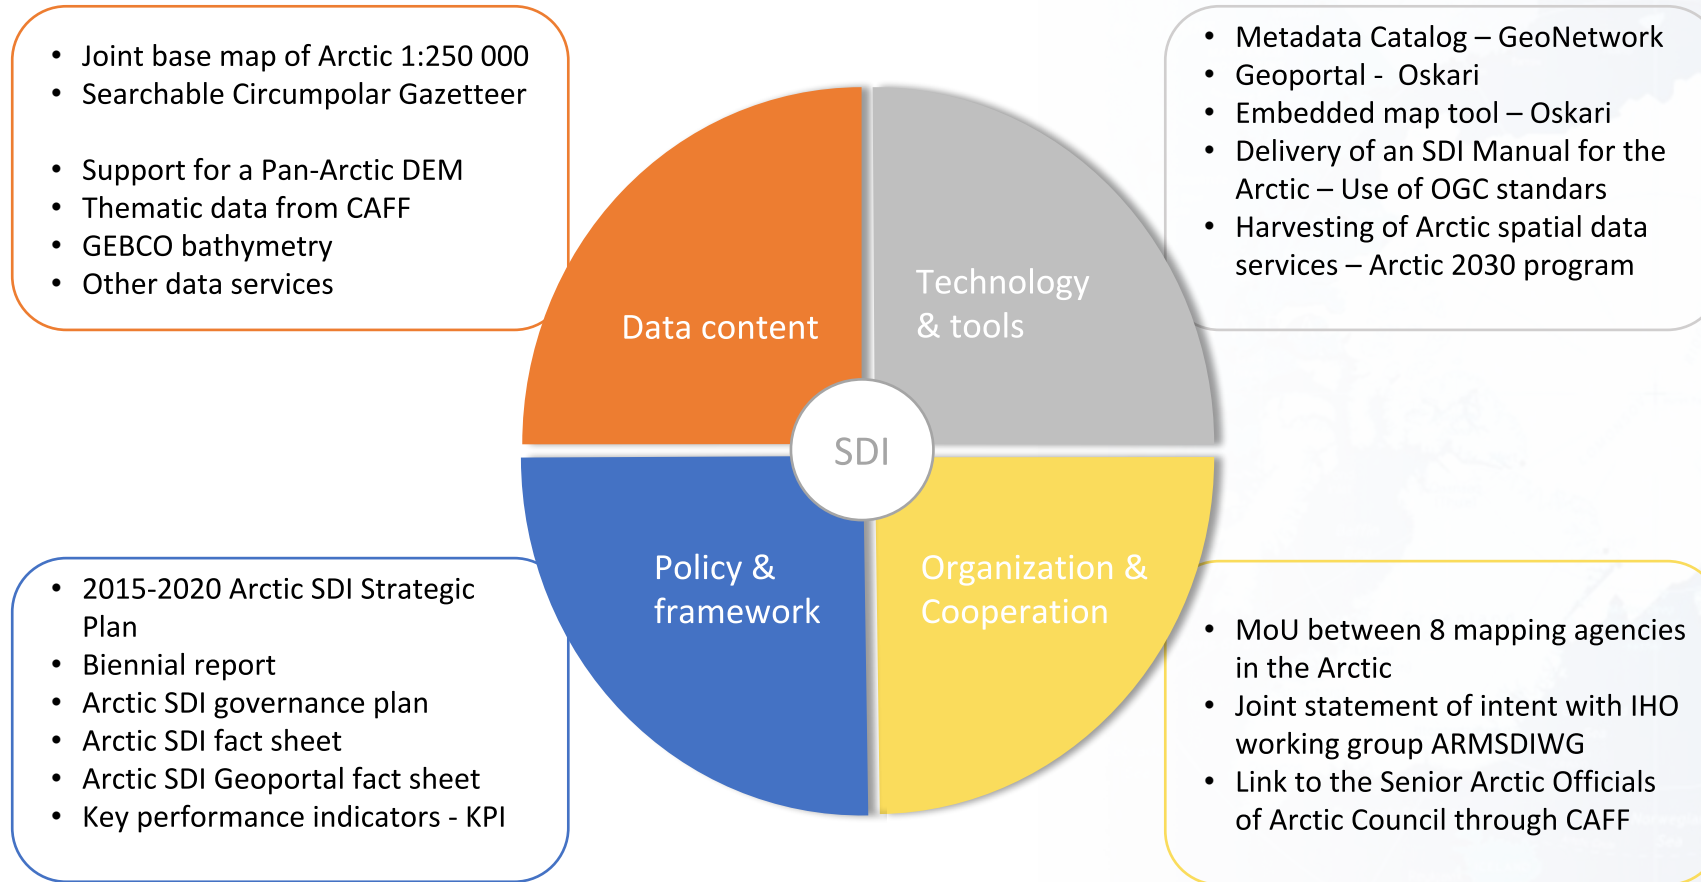 • Joint base map of Arctic 1:250 000
• Searchable Circumpolar Gazetteer
• Support for a Pan-Arctic DEM
• Thematic data from CAFF
• GEBCO bathymetry
• Other data services
• Metadata Catalog – GeoNetwork
• Geoportal - Oskari
• Embedded map tool – Oskari
• Delivery of an SDI Manual for the
Arctic – Use of OGC standars
• Harvesting of Arctic spatial data
services – Arctic 2030 program
Data content
Technology
& tools
SDI
Policy &
framework
Organization &
Cooperation
• 2015-2020 Arctic SDI Strategic
Plan
• Biennial report
• Arctic SDI governance plan
• Arctic SDI fact sheet
• Arctic SDI Geoportal fact sheet
• Key performance indicators - KPI
• MoU between 8 mapping agencies
in the Arctic
• Joint statement of intent with IHO
working group ARMSDIWG
• Link to the Senior Arctic Officials
of Arctic Council through CAFF